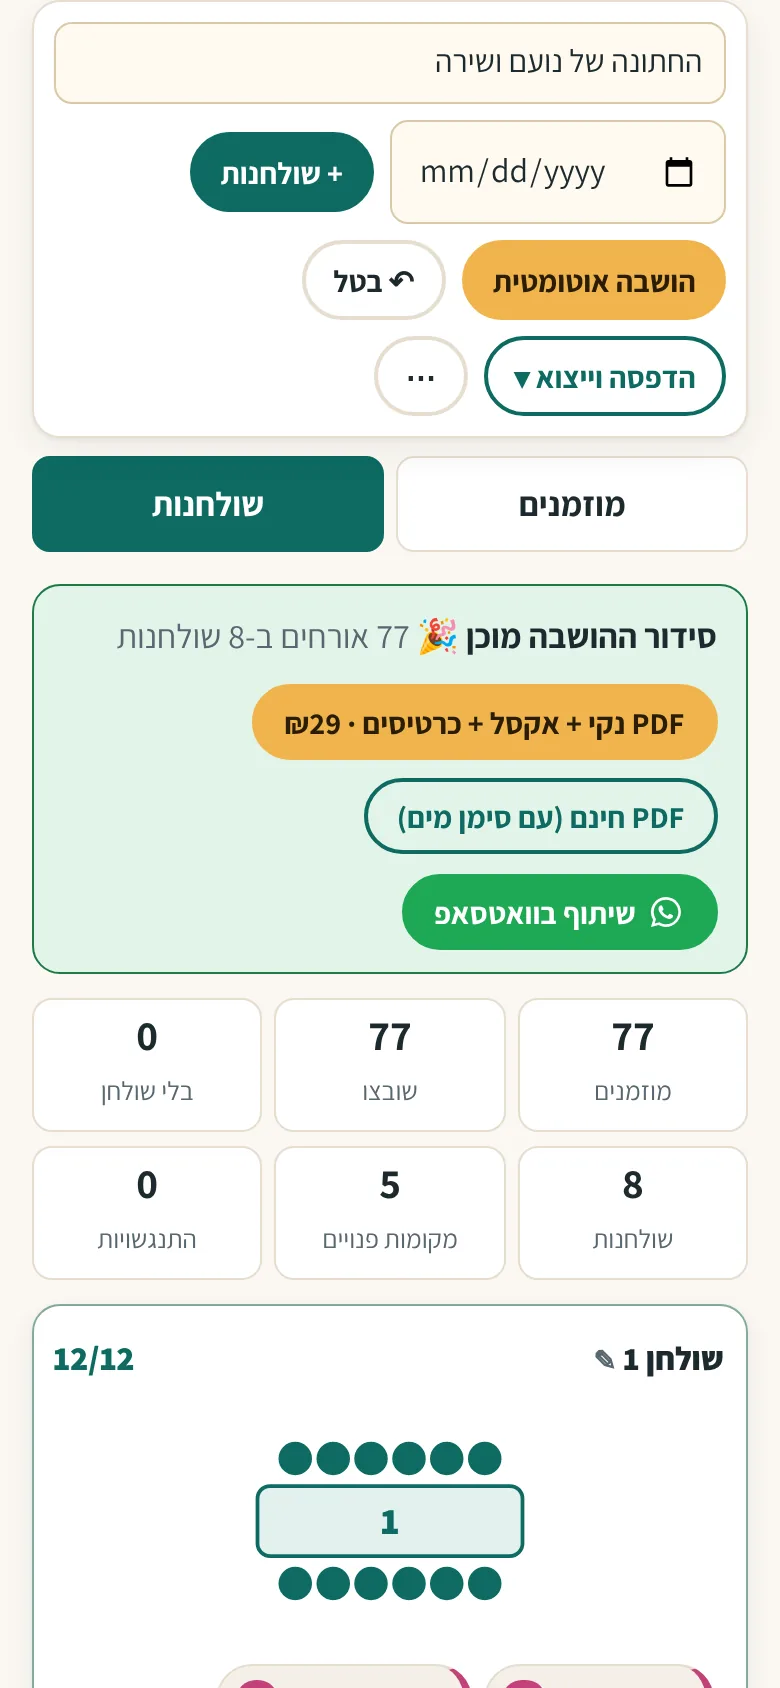 החתונה של נועם ושירה
mm/dd/yyyy
+ שולחנות
הושבה אוטומטית
↶ בטל
הדפסה וייצוא ▾
⋯
מוזמנים
שולחנות
סידור ההושבה מוכן 🎉 77 אורחים ב-8 שולחנות
PDF נקי + אקסל + כרטיסים · ₪29
PDF חינם (עם סימן מים)
שיתוף בוואטסאפ
77
מוזמנים
77
שובצו
0
בלי שולחן
8
שולחנות
5
מקומות פנויים
0
התנגשויות
שולחן 1 ✎
12/12
1